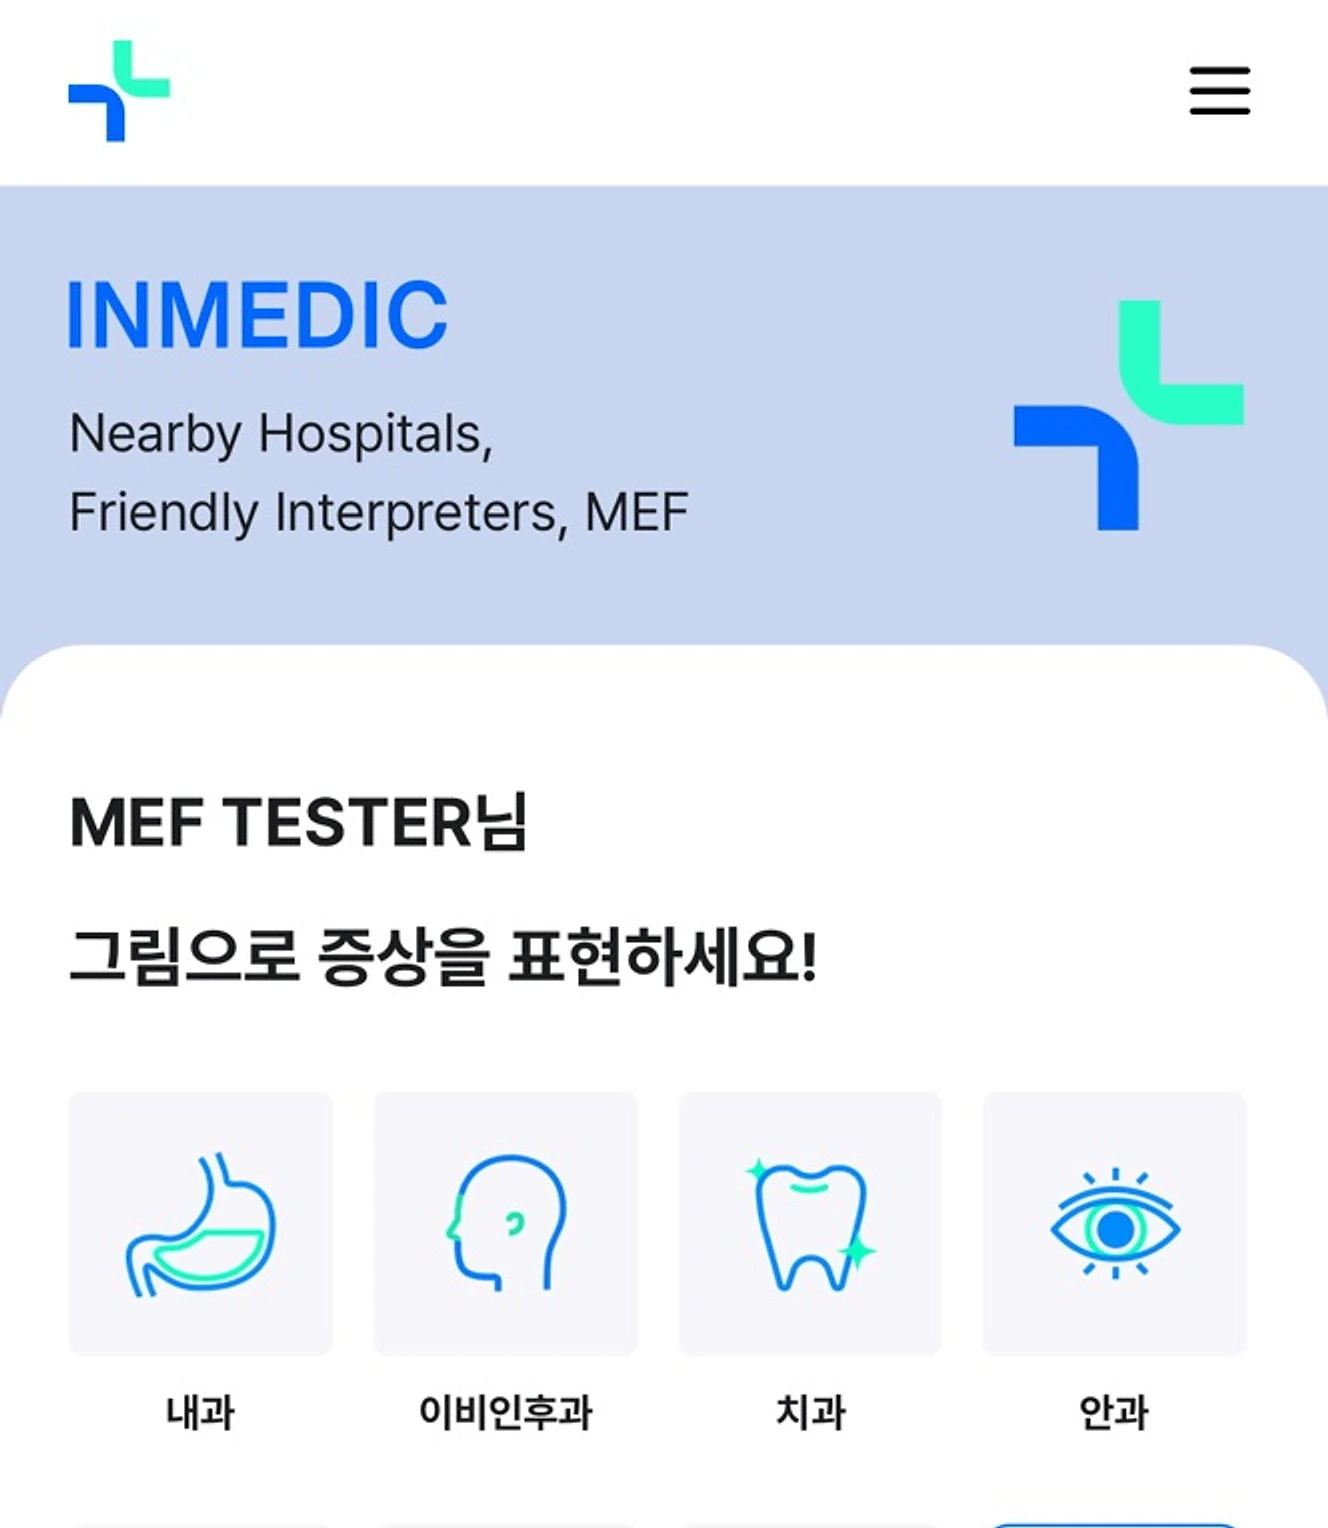 INMEDIC
Nearby Hospitals,
Friendly Interpreters, MEF
MEF TESTER님
그림으로 증상을 표현하세요!
내과
이비인후과
치과
안과